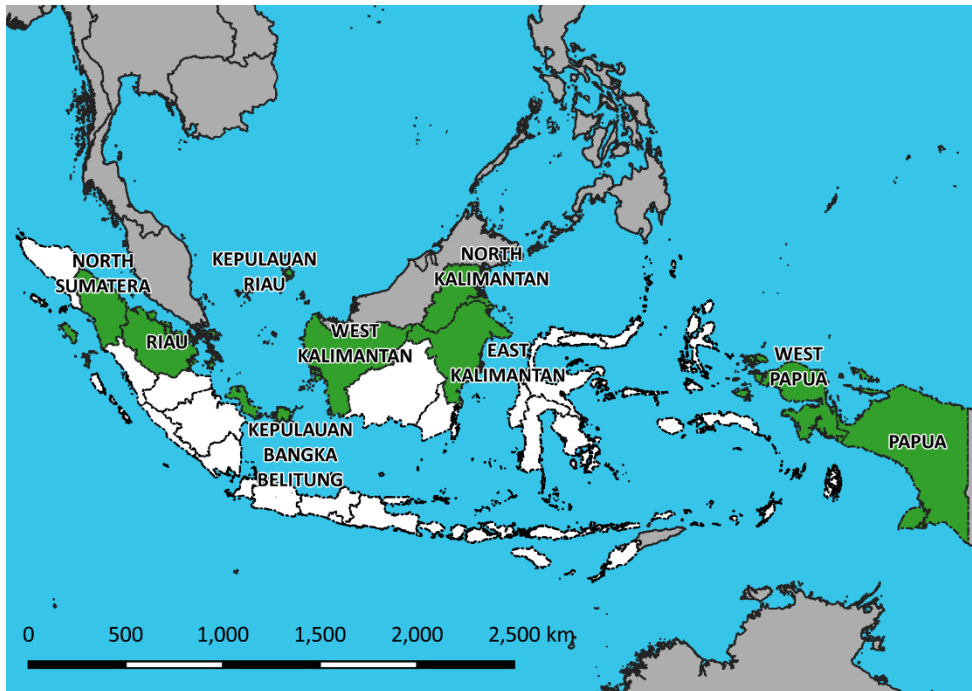 NORTH
SUMATERA
KEPULAUAN
RIAU
NORTH
KALIMANTAN
RIAU
WEST
KALIMANTAN
EAST
KALIMANTAN
WEST
PAPUA
KEPULAUAN
BANGKA
BELITUNG
PAPUA
0 500 1,000 1,500 2,000 2,500 km